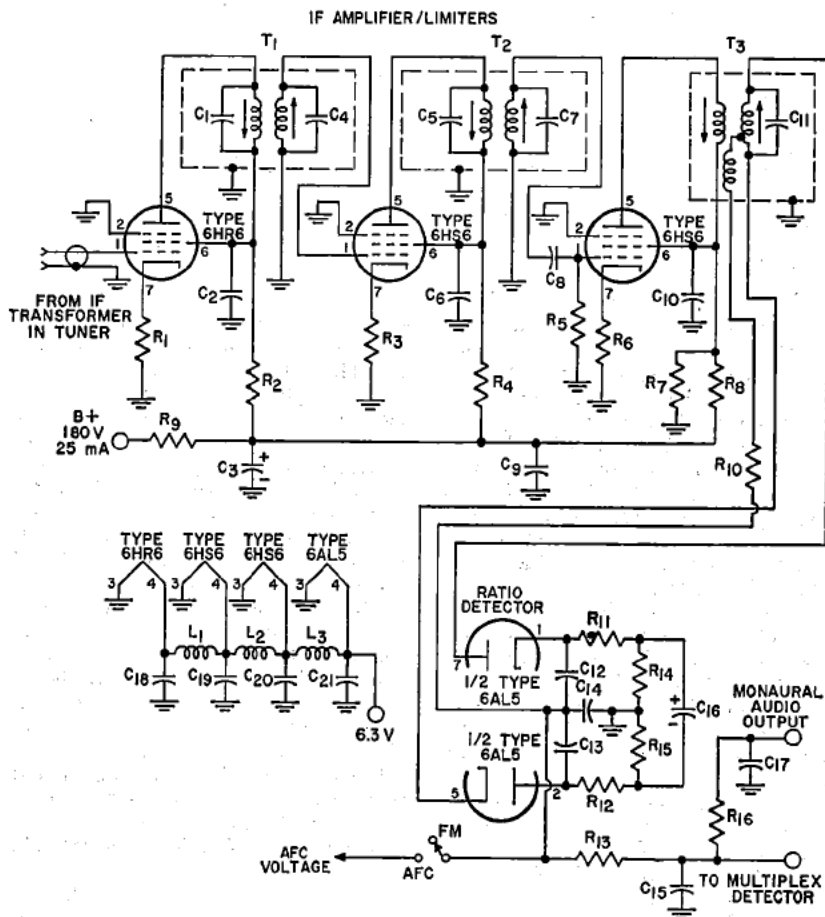 IF AMPLIFIER/LIMITERS
T1
T2
T3
C1
C4
C5
C7
C11
5
2
1
6
7
TYPE
6HR6
5
2
1
6
7
TYPE
6HS6
5
2
1
6
7
TYPE
6HS6
FROM IF
TRANSFORMER
IN TUNER
C2
C6
C8
C10
R1
R3
R5
R6
R2
R4
R7
R8
B+
180 V
25 mA
R9
C3
C9
R10
TYPE
6HR6
TYPE
6HS6
TYPE
6HS6
TYPE
6AL5
3
4
3
4
3
4
3
4
L1
L2
L3
C18
C19
C20
C21
6.3 V
RATIO
DETECTOR
7
1
1/2 TYPE
6AL5
R11
C12
C14
R14
C16
C13
R15
1/2 TYPE
6AL5
5
2
R12
MONAURAL
AUDIO
OUTPUT
C17
R16
AFC
VOLTAGE
FM
AFC
R13
C15
TO MULTIPLEX
DETECTOR